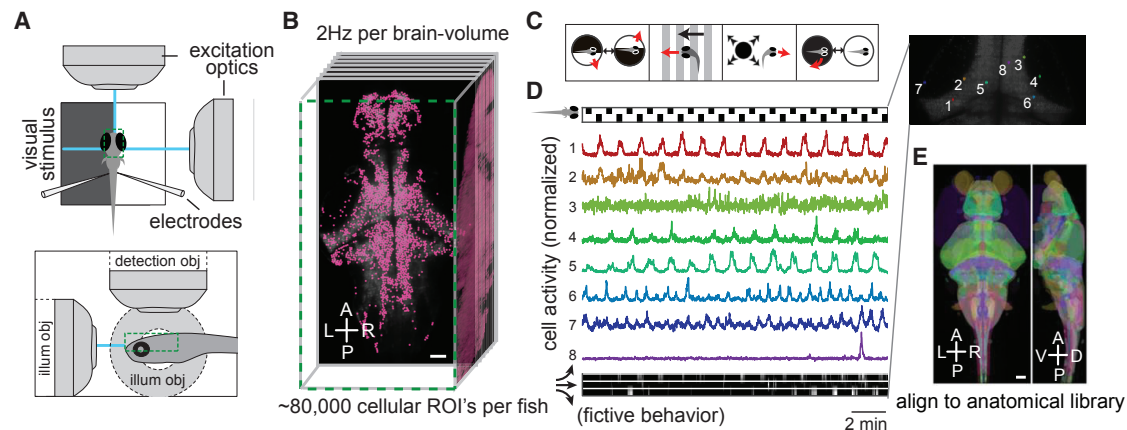 A
excitation
optics
visual
stimulus
electrodes
detection obj
illum obj
illum obj
B
2Hz per brain-volume
A
L R
P
~80,000 cellular ROI's per fish
C
D
cell activity (normalized)
1
2
3
4
5
6
7
8
(fictive behavior)
2 min
8 3
7 2 5 4
1 6
E
A
L R
P
A
V D
P
align to anatomical library